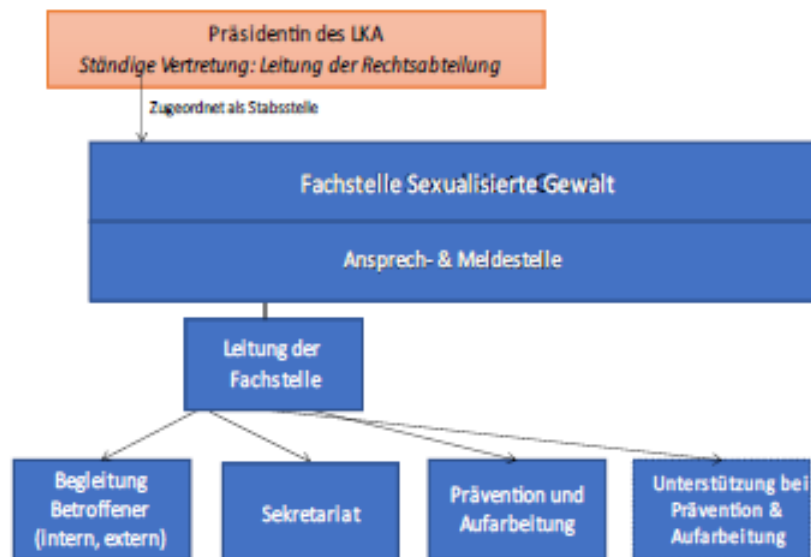 Präsidentin des LKA
Ständige Vertretung: Leitung der Rechtsabteilung
Zugeordnet als Stabsstelle
Fachstelle Sexualisierte Gewalt
Ansprech- & Meldestelle
Leitung der
Fachstelle
Begleitung
Betroffener
(intern, extern)
Sekretariat
Prävention und
Aufarbeitung
Unterstützung bei
Prävention &
Aufarbeitung